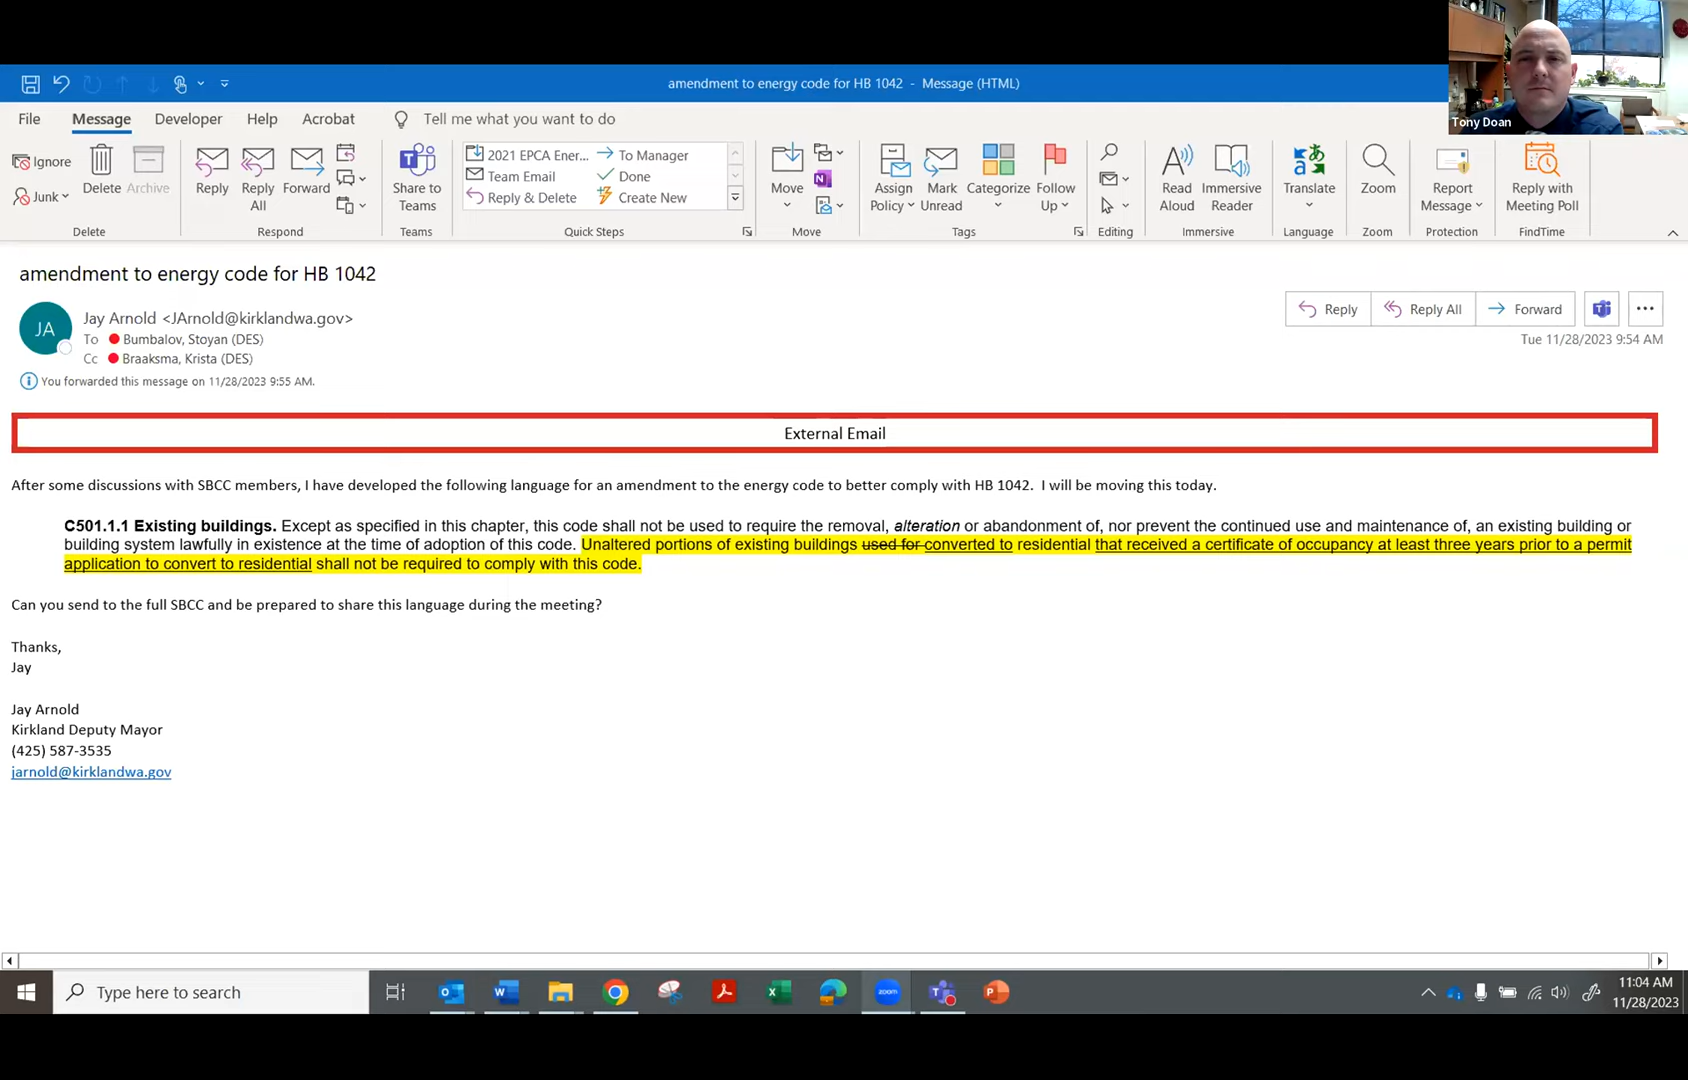 amendment to energy code for HB 1042 - Message (HTML)
Tony Doan
File Message Developer Help Acrobat Tell me what you want to do
Ignore
Junk
Delete
Archive
Delete
Reply
Reply All
Forward
Respond
Share to Teams
Teams
2021 EPCA Ener...
Team Email
Reply & Delete
To Manager
Done
Create New
Quick Steps
Move
Move
Assign Policy
Mark Unread
Categorize
Follow Up
Tags
Editing
Read Aloud
Immersive Reader
Immersive
Translate
Language
Zoom
Zoom
Report Message
Protection
Reply with Meeting Poll
FindTime
amendment to energy code for HB 1042
JA
Jay Arnold <JArnold@kirklandwa.gov>
To Bumbalov, Stoyan (DES)
Cc Braaksma, Krista (DES)
Reply Reply All Forward
Tue 11/28/2023 9:54 AM
You forwarded this message on 11/28/2023 9:55 AM.
External Email
After some discussions with SBCC members, I have developed the following language for an amendment to the energy code to better comply with HB 1042. I will be moving this today.
C501.1.1 Existing buildings. Except as specified in this chapter, this code shall not be used to require the removal, alteration or abandonment of, nor prevent the continued use and maintenance of, an existing building or
building system lawfully in existence at the time of adoption of this code. Unaltered portions of existing buildings used for converted to residential that received a certificate of occupancy at least three years prior to a permit
application to convert to residential shall not be required to comply with this code.
Can you send to the full SBCC and be prepared to share this language during the meeting?
Thanks,
Jay
Jay Arnold
Kirkland Deputy Mayor
(425) 587-3535
jarnold@kirklandwa.gov
Type here to search
zoom
11:04 AM
11/28/2023